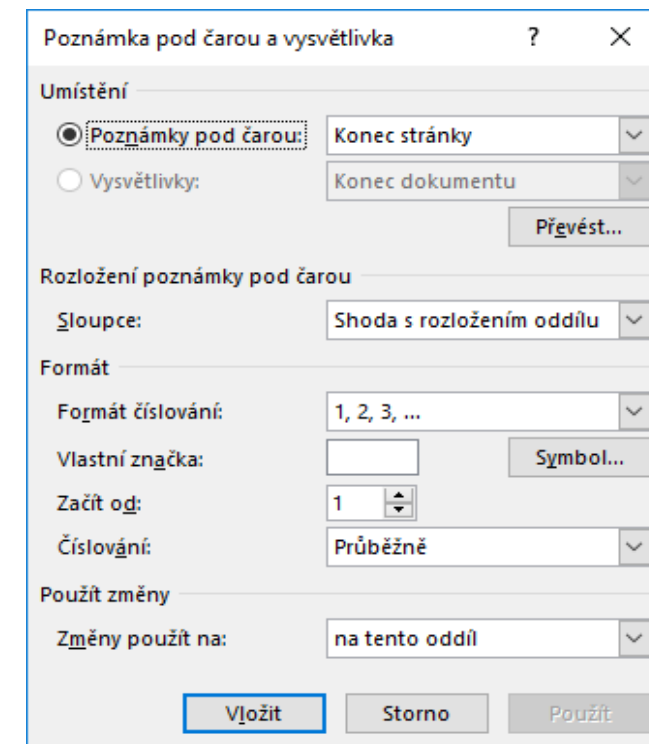 Poznámka pod čarou a vysvětlivka ?
Umístění
Poznámky pod čarou: Konec stránky
Vysvětlivky: Konec dokumentu
Převést...
Rozložení poznámky pod čarou
Sloupce: Shoda s rozložením oddílu
Formát
Formát číslování: 1, 2, 3, ...
Vlastní značka: Symbol...
Začít od: 1
Číslování: Průběžně
Použít změny
Změny použít na: na tento oddíl
Vložit Storno Použít